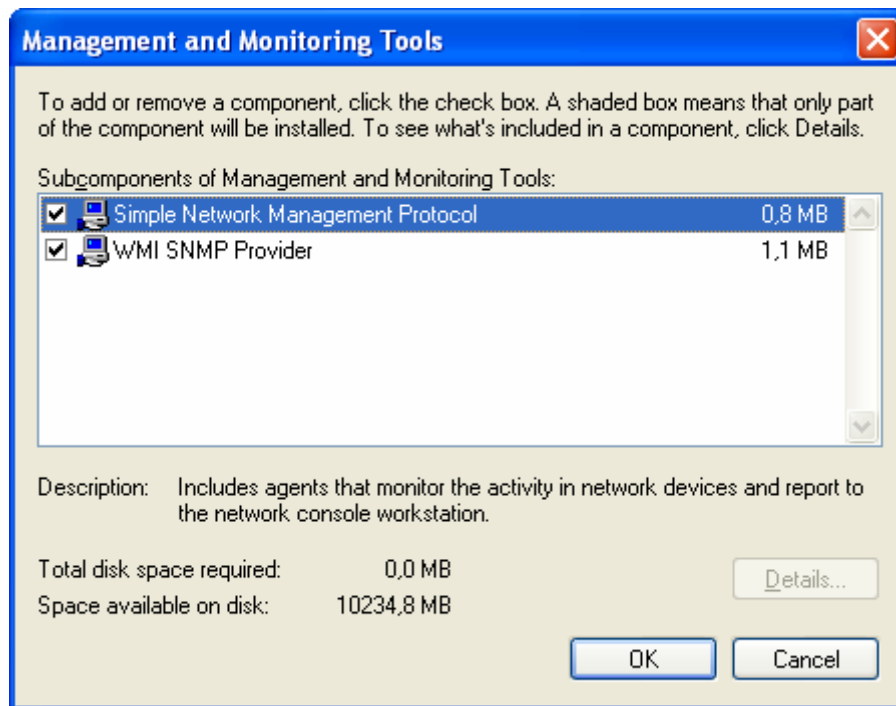 Management and Monitoring Tools
To add or remove a component, click the check box. A shaded box means that only part
of the component will be installed. To see what's included in a component, click Details.
Subcomponents of Management and Monitoring Tools:
Simple Network Management Protocol 0,8 MB
WMI SNMP Provider 1,1 MB
Description: Includes agents that monitor the activity in network devices and report to
the network console workstation.
Total disk space required: 0,0 MB
Details...
Space available on disk: 10234,8 MB
OK Cancel